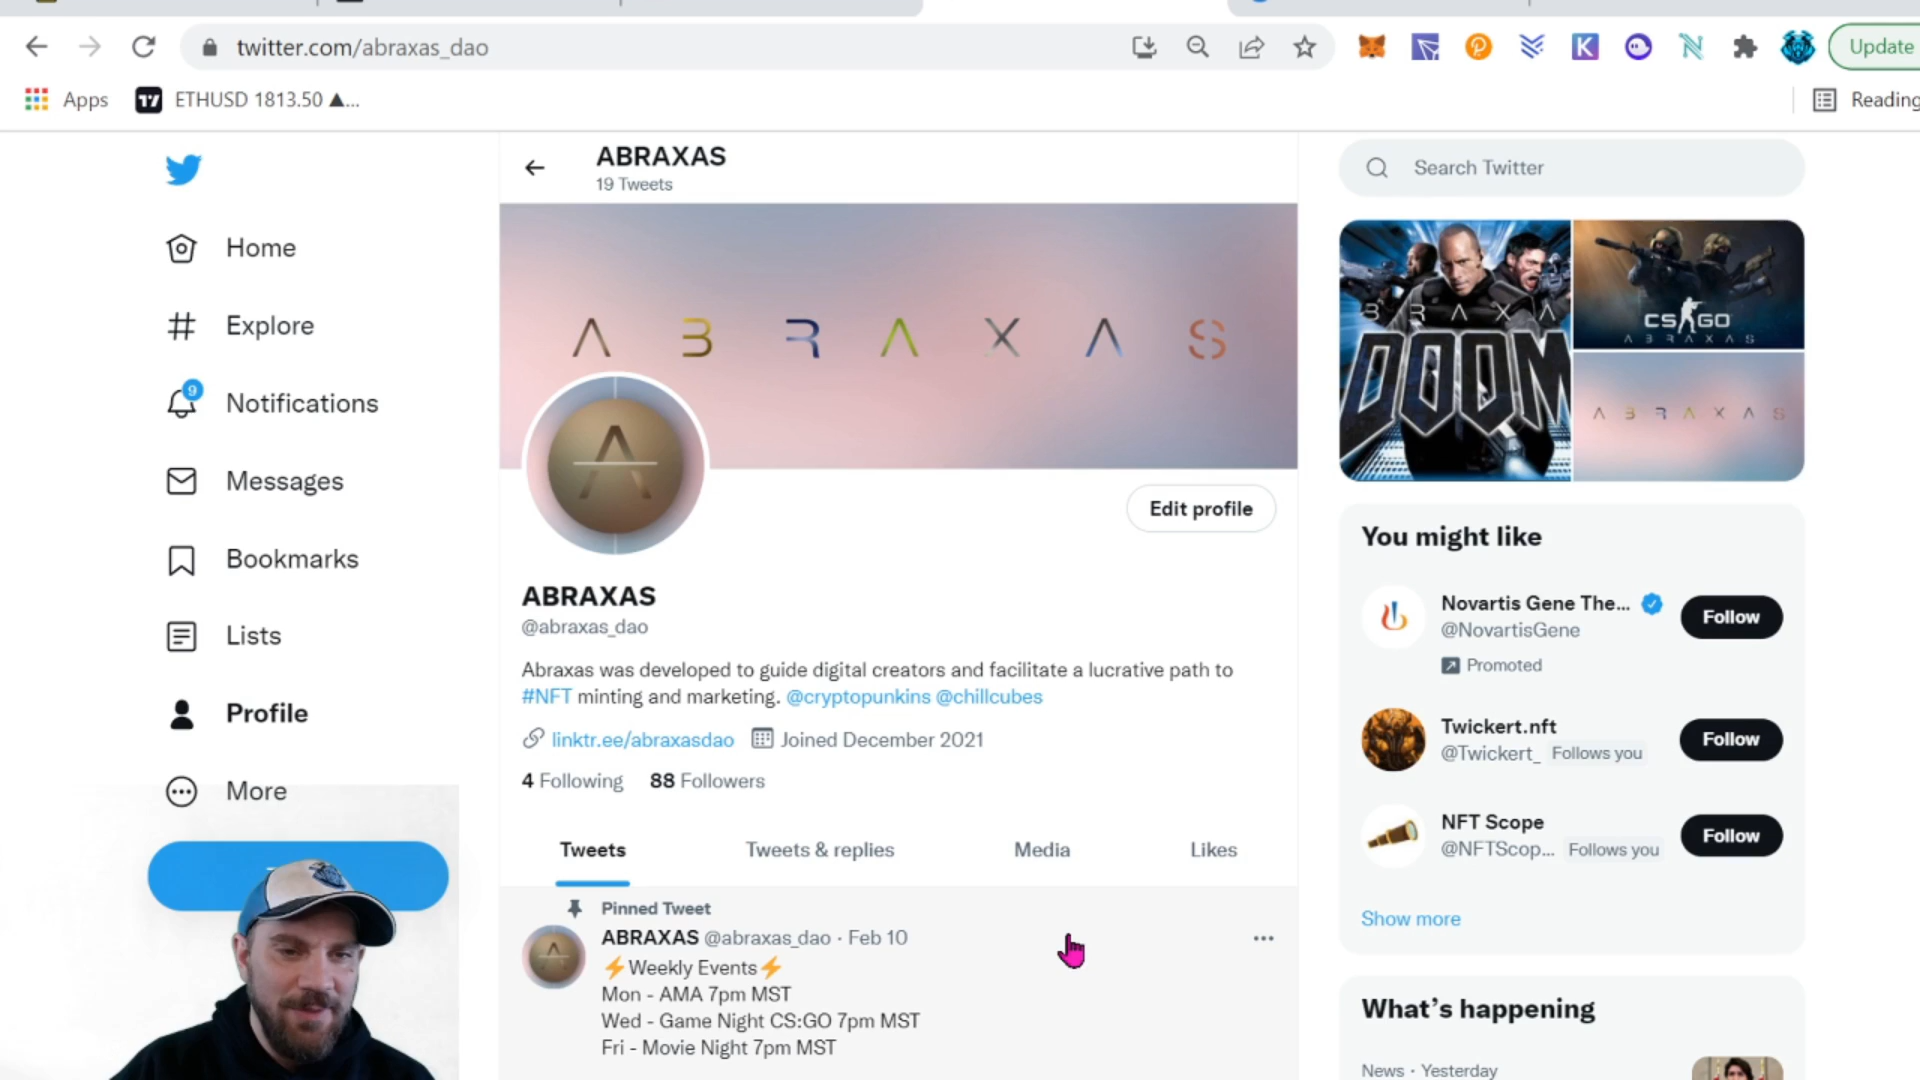 twitter.com/abraxas_dao
Update
Apps
ETHUSD 1813.50 ▲...
Reading
ABRAXAS
19 Tweets
Search Twitter
Home
Explore
9
Notifications
Messages
Bookmarks
Lists
Profile
More
A B R A X A S
A
Edit profile
ABRAXAS
@abraxas_dao
Abraxas was developed to guide digital creators and facilitate a lucrative path to
#NFT minting and marketing. @cryptopunkins @chillcubes
linktr.ee/abraxasdao Joined December 2021
4 Following 88 Followers
Tweets
Tweets & replies
Media
Likes
Pinned Tweet
ABRAXAS @abraxas_dao · Feb 10
⚡Weekly Events⚡
Mon - AMA 7pm MST
Wed - Game Night CS:GO 7pm MST
Fri - Movie Night 7pm MST
B R A X A
DOOM
CS GO
A B R A X A S
A B R A X A S
You might like
Novartis Gene The...
@NovartisGene
Promoted
Follow
Twickert.nft
@Twickert_ Follows you
Follow
NFT Scope
@NFTScop... Follows you
Follow
Show more
What's happening
News · Yesterday